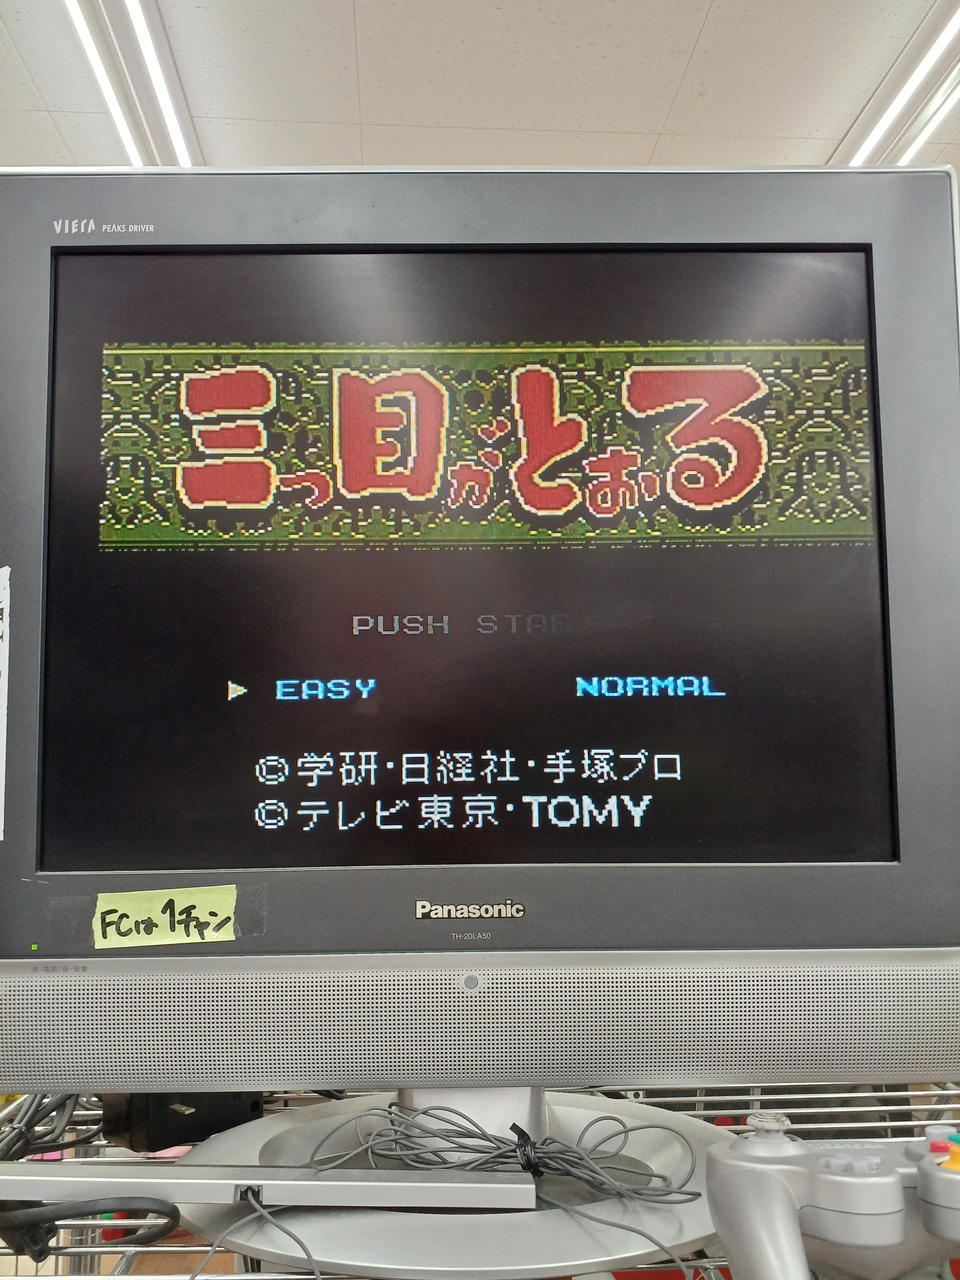 VIERA PEAKS DRIVER
三つ目がとおる
PUSH STAR
EASY NORMAL
©学研・日経社・手塚プロ
©テレビ東京・TOMY
FCは1チャン
Panasonic
TH-20LA50